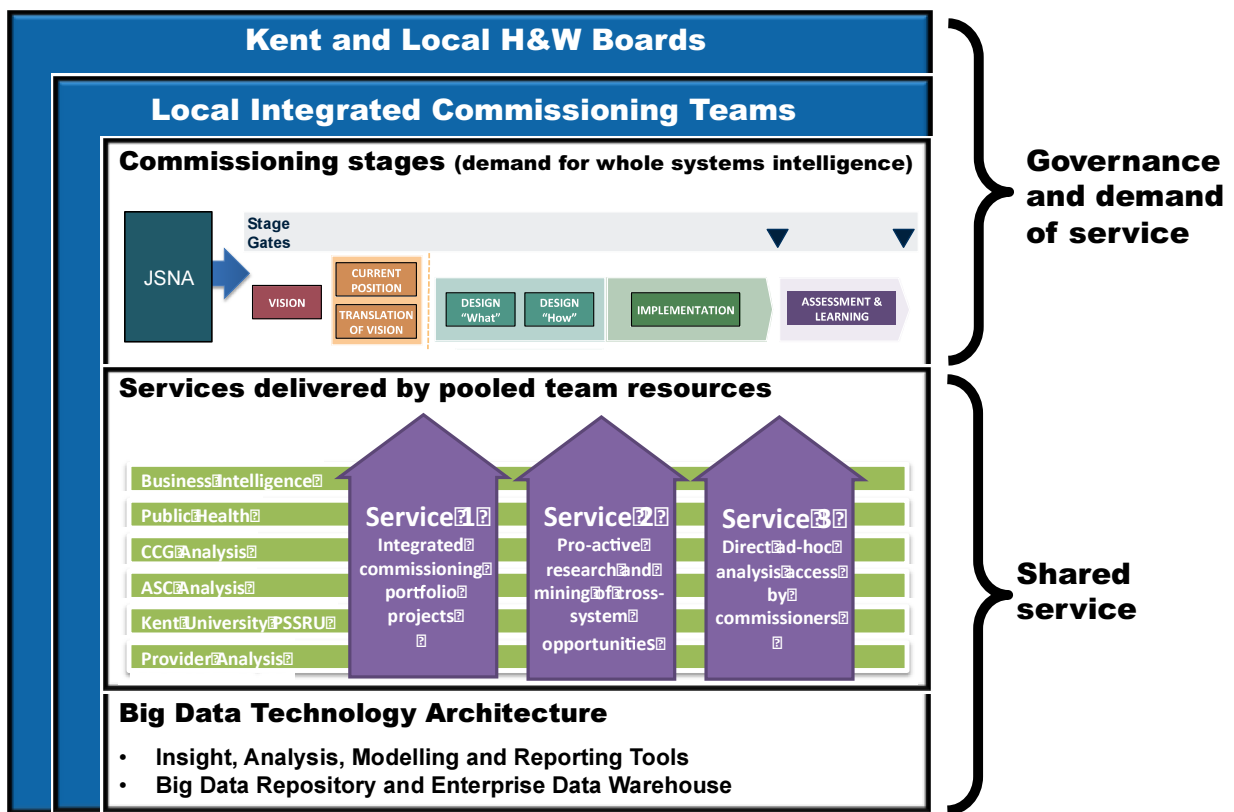 Kent and Local H&W Boards
Local Integrated Commissioning Teams
Commissioning stages (demand for whole systems intelligence)
Stage
Gates
JSNA
VISION
CURRENT
POSITION
TRANSLATION
OF VISION
DESIGN
“What”
DESIGN
“How”
IMPLEMENTATION
ASSESSMENT &
LEARNING
Governance
and demand
of service
Services delivered by pooled team resources
Business Intelligence
Public Health
CCG Analysis
ASC Analysis
Kent University PSSRU
Provider Analysis
Service 1
Integrated
commissioning
portfolio
projects
Service 2
Pro-active
research and
mining of cross-
system
opportunities
Service 3
Direct ad-hoc
analysis access
by
commissioners
Shared
service
Big Data Technology Architecture
• Insight, Analysis, Modelling and Reporting Tools
• Big Data Repository and Enterprise Data Warehouse